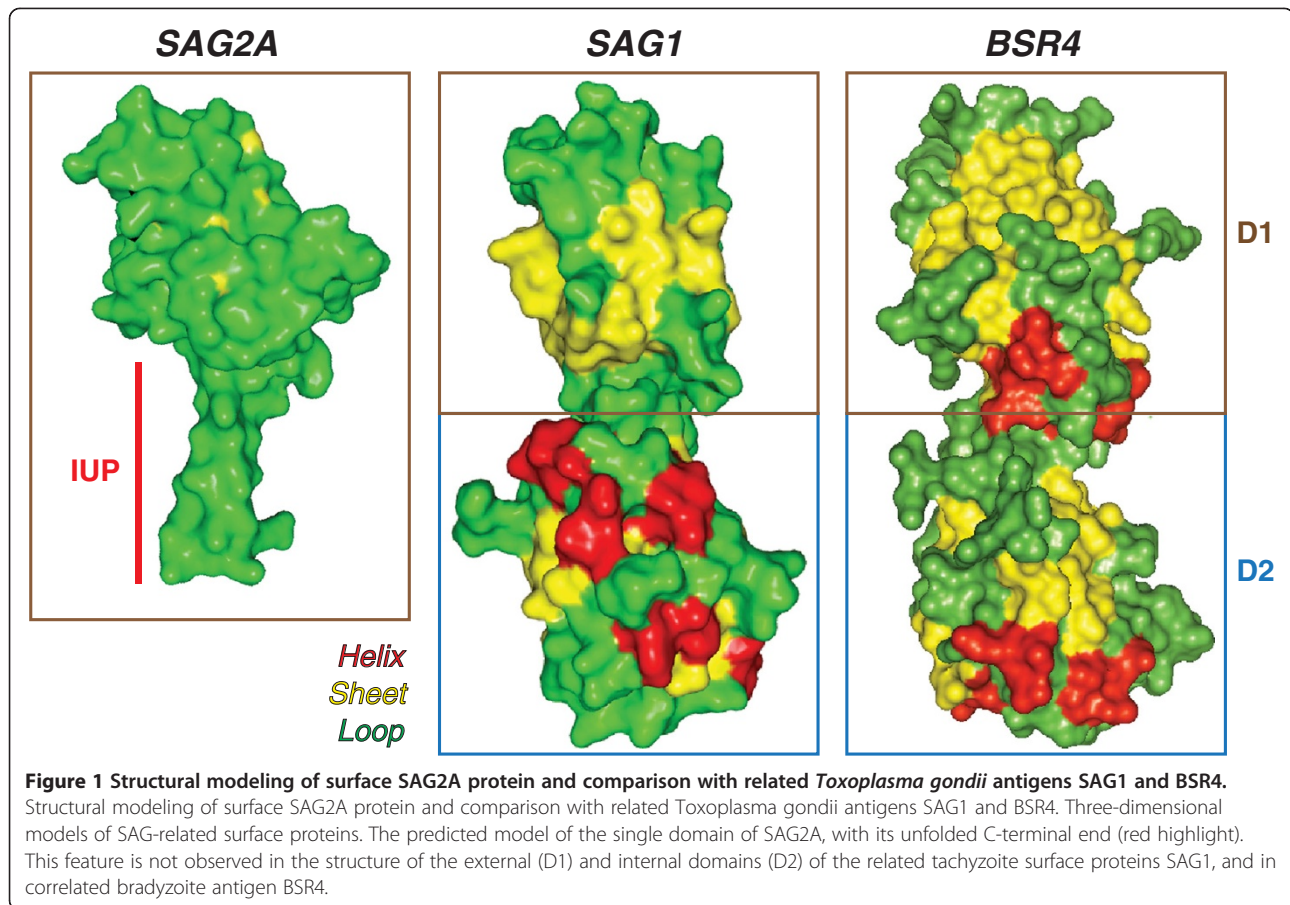 SAG2A
SAG1
BSR4
D1
IUP
D2
Helix
Sheet
Loop
Figure 1 Structural modeling of surface SAG2A protein and comparison with related Toxoplasma gondii antigens SAG1 and BSR4.
Structural modeling of surface SAG2A protein and comparison with related Toxoplasma gondii antigens SAG1 and BSR4. Three-dimensional
models of SAG-related surface proteins. The predicted model of the single domain of SAG2A, with its unfolded C-terminal end (red highlight).
This feature is not observed in the structure of the external (D1) and internal domains (D2) of the related tachyzoite surface proteins SAG1, and in
correlated bradyzoite antigen BSR4.